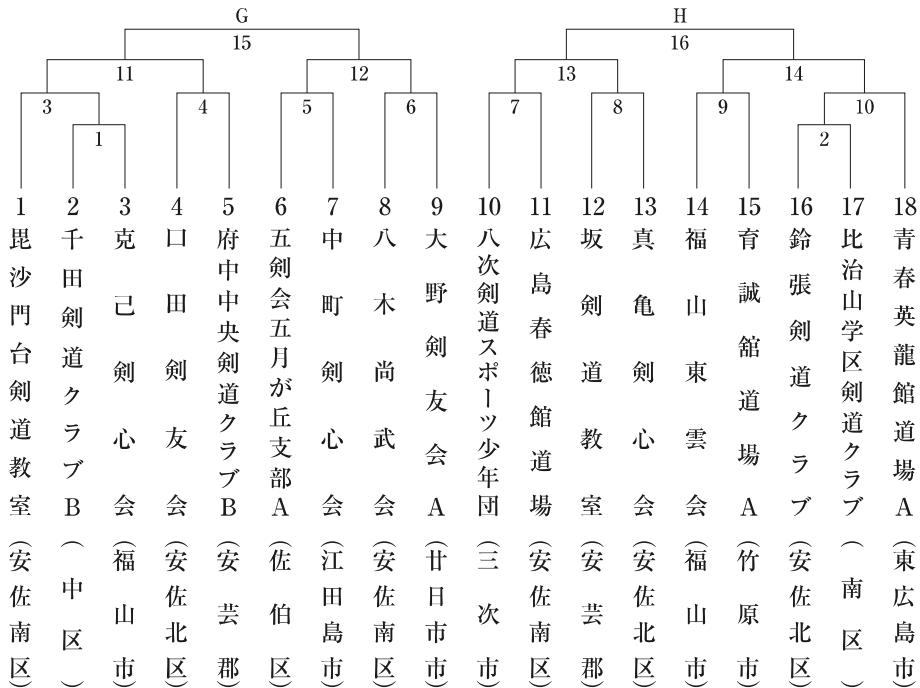 G
H
15
16
11
12
13
14
3
4
5
6
7
8
9
10
1
2
1 毘沙門台剣道教室 (安佐南区)
2 千田剣道クラブB (中区)
3 克己剣心会 (福山市)
4 口田剣友会 (安佐北区)
5 府中中央剣道クラブB (安芸郡)
6 五剣会五月が丘支部A (佐伯区)
7 中町剣心会 (江田島市)
8 八木尚武会 (安佐南区)
9 大野剣友会A (廿日市市)
10 八次剣道スポーツ少年団 (三次市)
11 広島春徳館道場 (安佐南区)
12 坂剣道教室 (安芸郡)
13 真亀剣心会 (安佐北区)
14 福山東雲会 (福山市)
15 育誠舘道場A (竹原市)
16 鈴張剣道クラブ (安佐北区)
17 比治山学区剣道クラブ (南区)
18 青春英龍館道場A (東広島市)